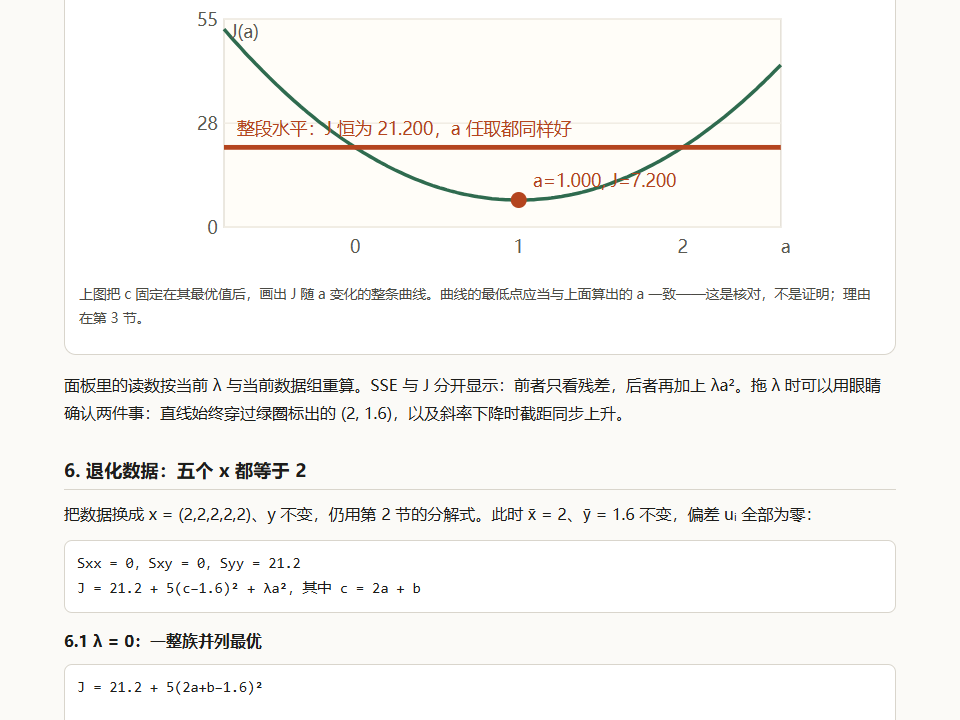 55
J(a)
28
整段水平：J 恒为 21.200，a 任取都同样好
a=1.000, J=7.200
0
0
1
2
a
上图把 c 固定在其最优值后，画出 J 随 a 变化的整条曲线。曲线的最低点应当与上面算出的 a 一致——这是核对，不是证明；理由
在第 3 节。
面板里的读数按当前 λ 与当前数据组重算。SSE 与 J 分开显示：前者只看残差，后者再加上 λa²。拖 λ 时可以用眼睛
确认两件事：直线始终穿过绿圈标出的 (2, 1.6)，以及斜率下降时截距同步上升。
6. 退化数据：五个 x 都等于 2
把数据换成 x = (2,2,2,2,2)、y 不变，仍用第 2 节的分解式。此时 x̄ = 2、ȳ = 1.6 不变，偏差 uᵢ 全部为零：
Sxx = 0, Sxy = 0, Syy = 21.2
J = 21.2 + 5(c−1.6)² + λa²，其中 c = 2a + b
6.1 λ = 0：一整族并列最优
J = 21.2 + 5(2a+b−1.6)²